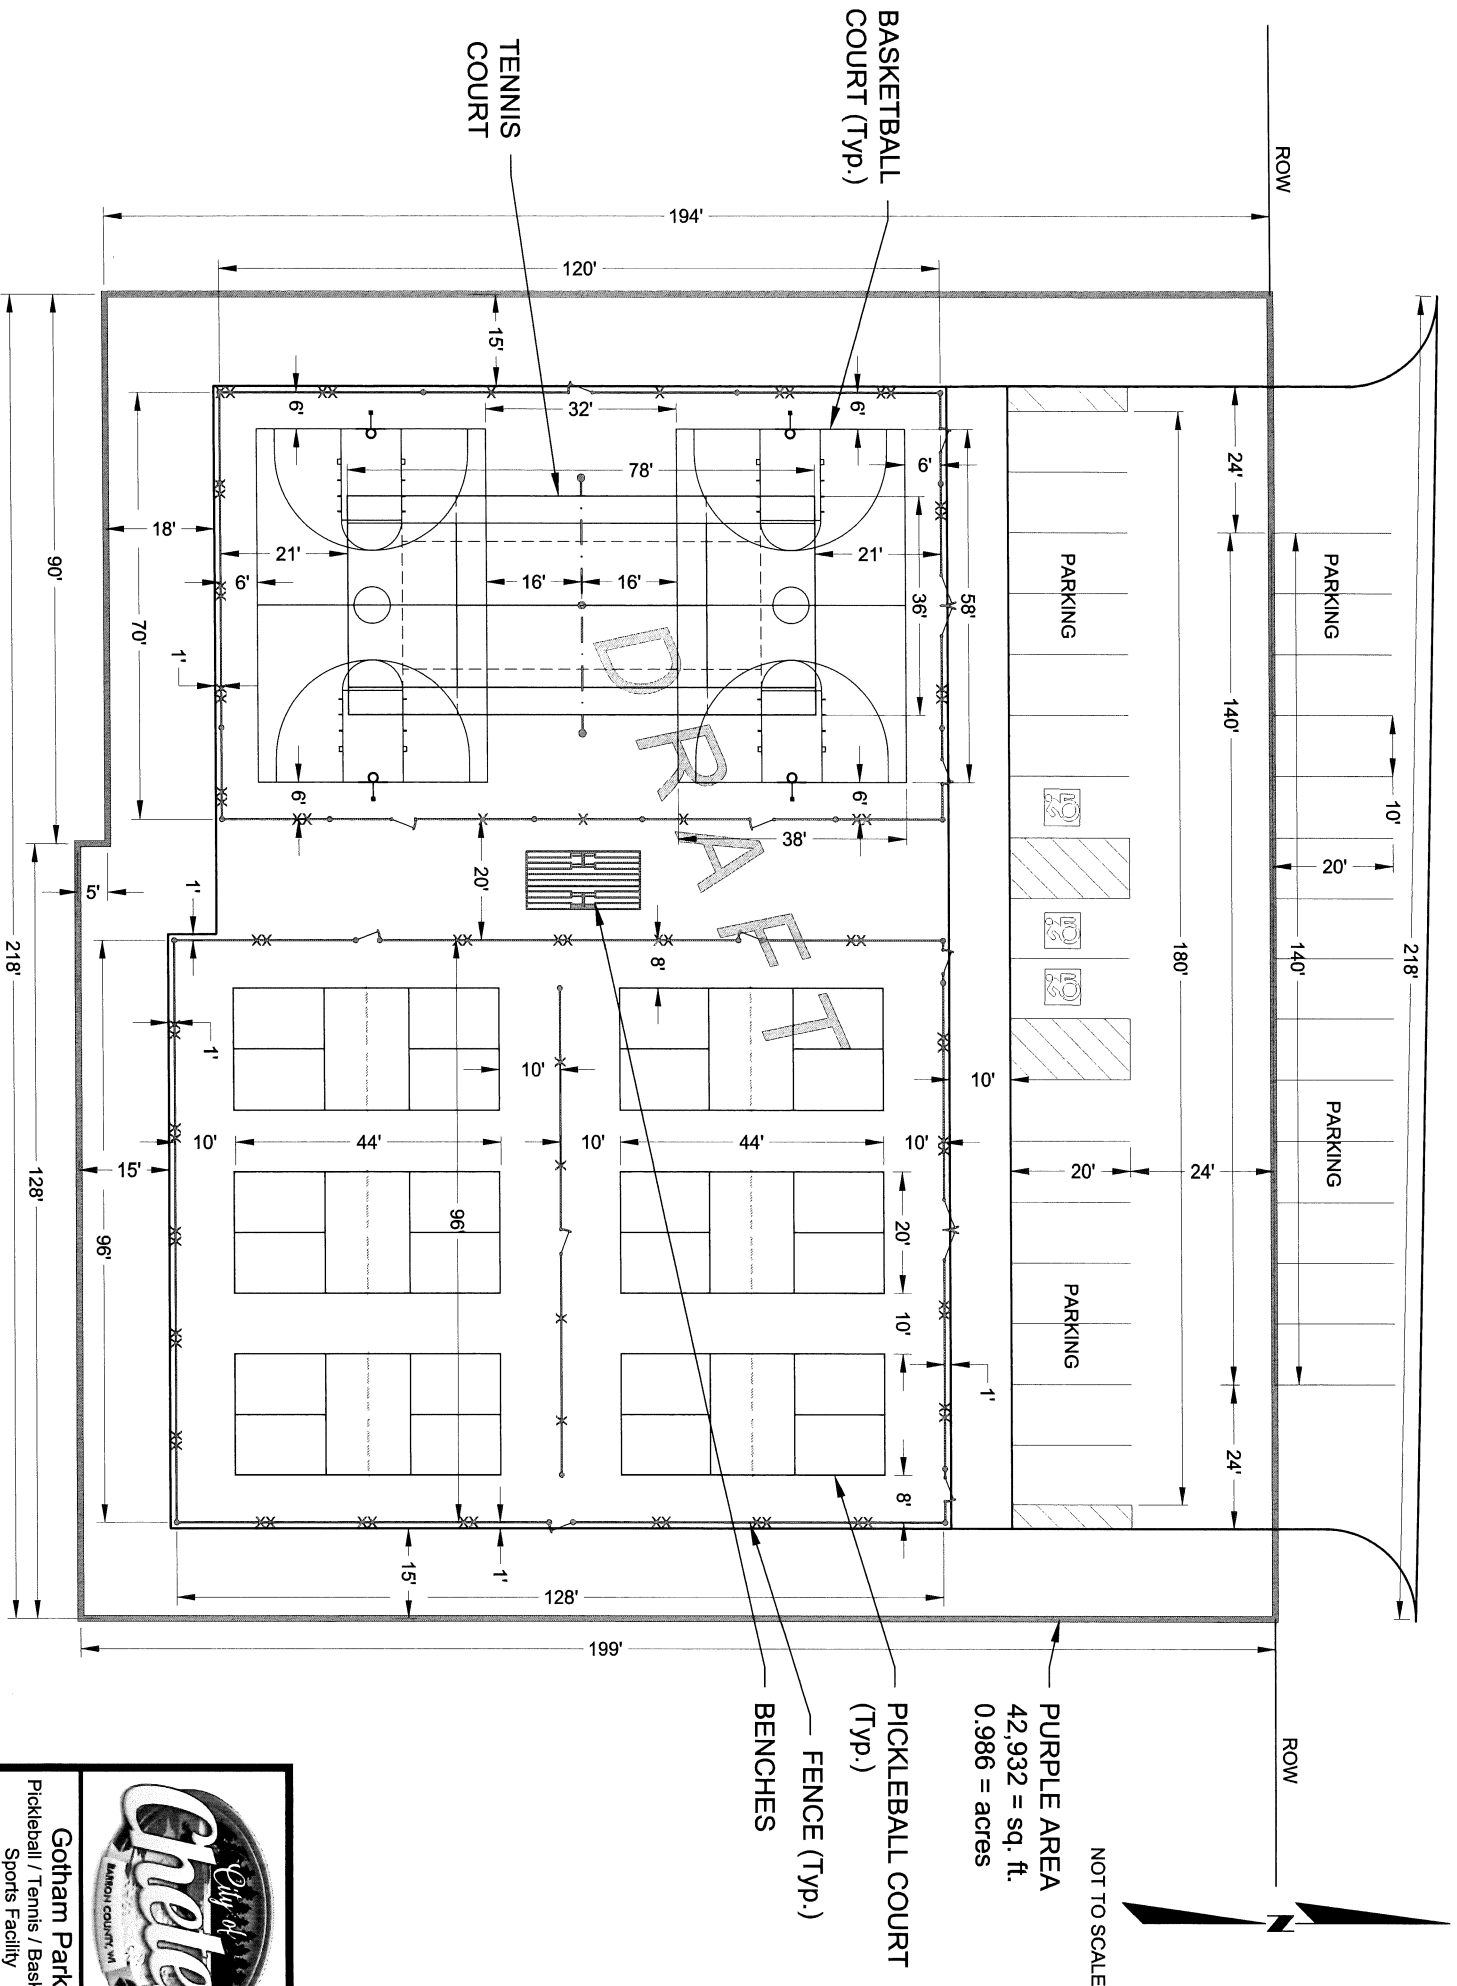 BASKETBALL
COURT (Typ.)
TENNIS
COURT
ROW
194'
120'
15'
6'
32'
6'
6'
78'
24'
PARKING
PARKING
18'
21'
21'
6'
16'
16'
36'
58'
90'
70'
1'
140'
10'
6'
6'
38'
20'
20'
5'
1'
DRAFT
218'
8'
180'
140'
218'
1'
10'
10'
10'
44'
10'
44'
10'
15'
20'
24'
PARKING
128'
96'
96'
20'
10'
PARKING
1'
24'
8'
15'
1'
128'
199'
BENCHES
FENCE (Typ.)
PICKLEBALL COURT
(Typ.)
PURPLE AREA
42,932 = sq. ft.
0.986 = acres
ROW
NOT TO SCALE
N
City of
Chete
BARRON COUNTY, WI
Gotham Park
Pickleball / Tennis / Bask
Sports Facility